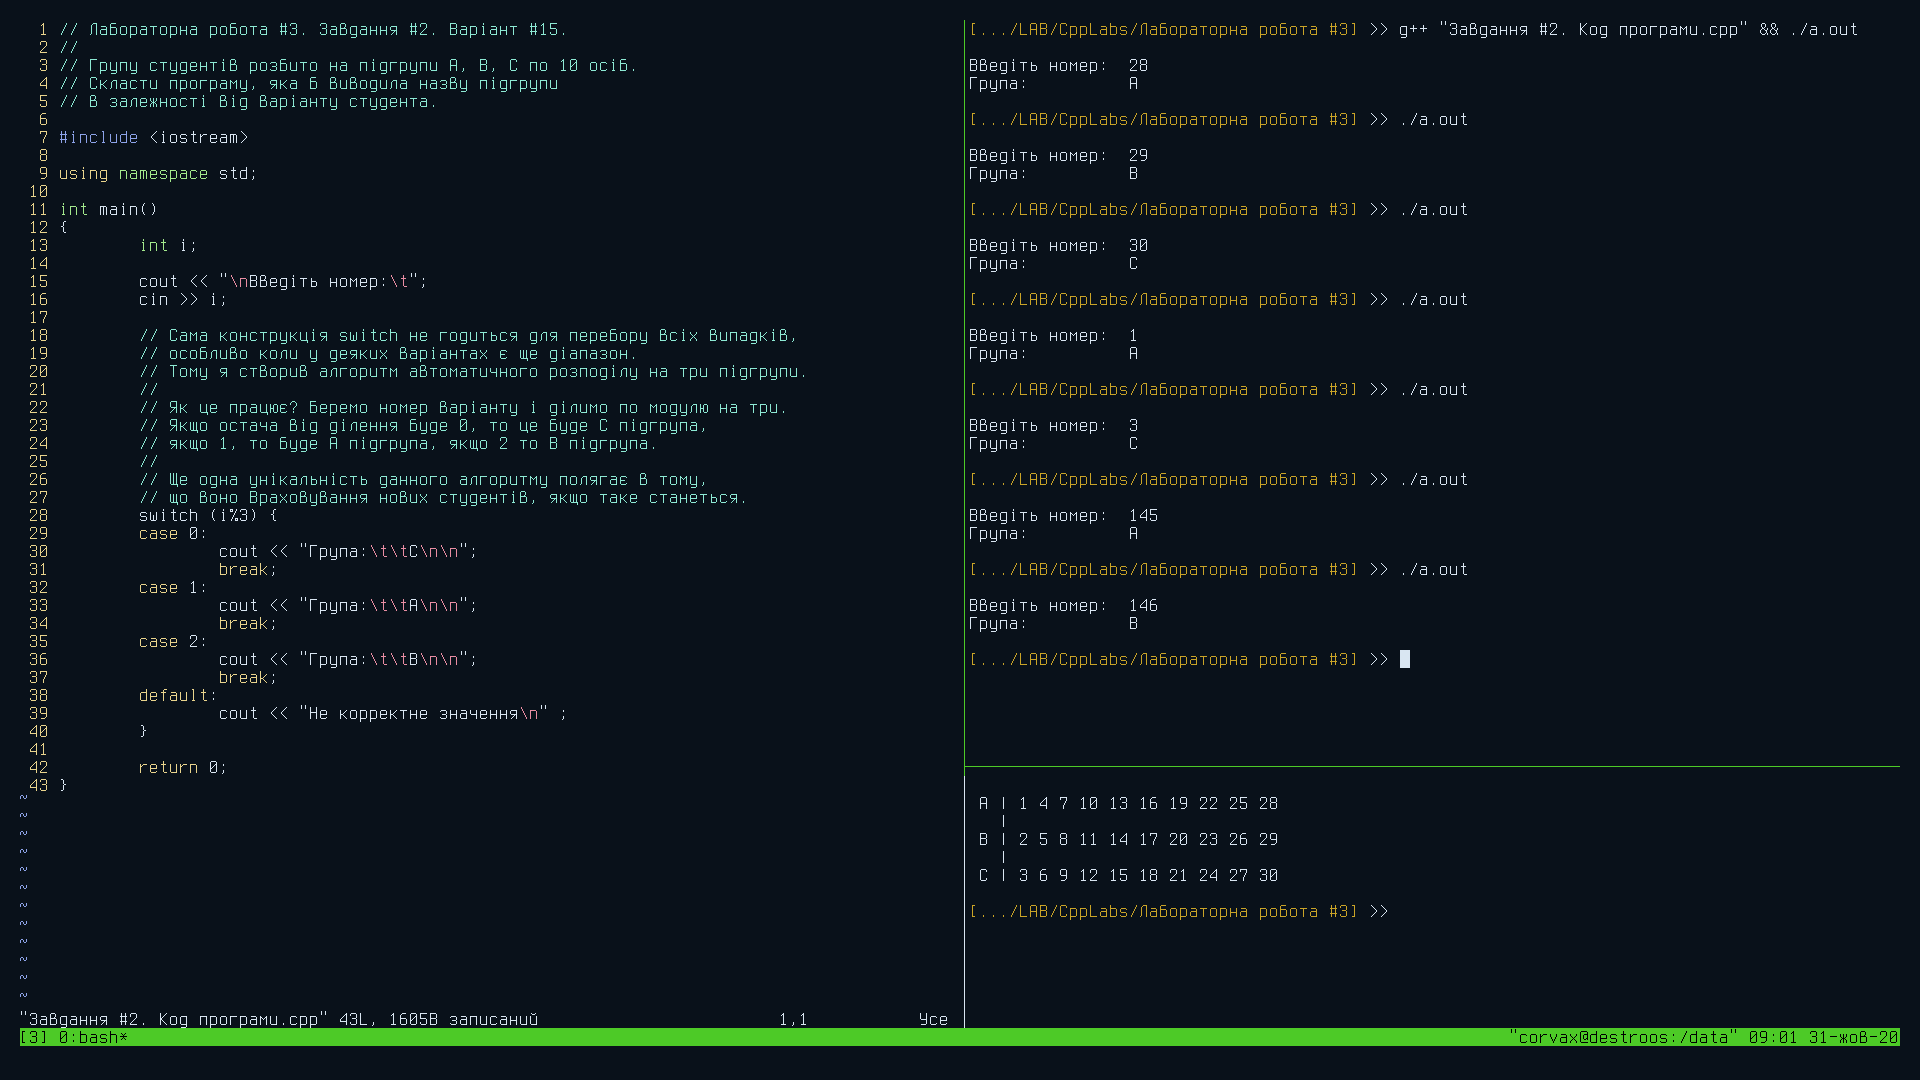 1 // Лабораторна робота #3. Завдання #2. Варіант #15.
2 //
3 // Групу студентів розбито на підгрупи A, B, C по 10 осіб.
4 // Скласти програму, яка б виводила назву підгрупи
5 // в залежності від варіанту студента.
6
7 #include <iostream>
8
9 using namespace std;
10
11 int main()
12 {
13         int i;
14
15         cout << "\nВведіть номер:\t";
16         cin >> i;
17
18         // Сама конструкція switch не годиться для перебору всіх випадків,
19         // особливо коли у деяких варіантах є ще діапазон.
20         // Тому я створив алгоритм автоматичного розподілу на три підгрупи.
21         //
22         // Як це працює? Беремо номер варіанту і ділимо по модулю на три.
23         // Якщо остача від ділення буде 0, то це буде C підгрупа,
24         // якщо 1, то буде A підгрупа, якщо 2 то B підгрупа.
25         //
26         // Ще одна унікальність данного алгоритму полягає в тому,
27         // що воно враховування нових студентів, якщо таке станеться.
28         switch (i%3) {
29         case 0:
30                 cout << "Група:\t\tC\n\n";
31                 break;
32         case 1:
33                 cout << "Група:\t\tA\n\n";
34                 break;
35         case 2:
36                 cout << "Група:\t\tB\n\n";
37                 break;
38         default:
39                 cout << "Не корректне значення\n" ;
40         }
41
42         return 0;
43 }
~
~
~
~
~
~
~
~
~
~
~
~
"Завдання #2. Код програми.cpp" 43L, 1605B записаний 1,1 Усе
[.../LAB/CppLabs/Лабораторна робота #3] >> g++ "Завдання #2. Код програми.cpp" && ./a.out
Введіть номер:  28
Група:          A
[.../LAB/CppLabs/Лабораторна робота #3] >> ./a.out
Введіть номер:  29
Група:          B
[.../LAB/CppLabs/Лабораторна робота #3] >> ./a.out
Введіть номер:  30
Група:          C
[.../LAB/CppLabs/Лабораторна робота #3] >> ./a.out
Введіть номер:  1
Група:          A
[.../LAB/CppLabs/Лабораторна робота #3] >> ./a.out
Введіть номер:  3
Група:          C
[.../LAB/CppLabs/Лабораторна робота #3] >> ./a.out
Введіть номер:  145
Група:          A
[.../LAB/CppLabs/Лабораторна робота #3] >> ./a.out
Введіть номер:  146
Група:          B
[.../LAB/CppLabs/Лабораторна робота #3] >>
A | 1 4 7 10 13 16 19 22 25 28
|
B | 2 5 8 11 14 17 20 23 26 29
|
C | 3 6 9 12 15 18 21 24 27 30
[.../LAB/CppLabs/Лабораторна робота #3] >>
[3] 0:bash* "corvax@destroos:/data" 09:01 31-жов-20